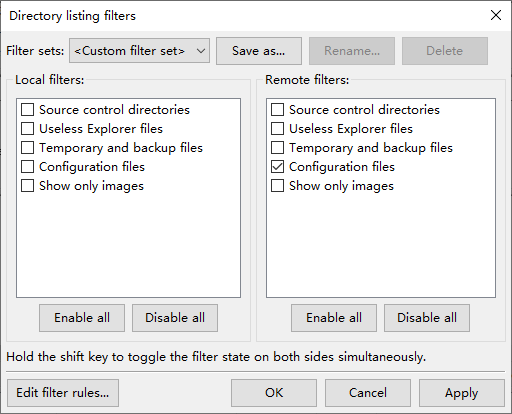 Directory listing filters
Filter sets: <Custom filter set> Save as... Rename... Delete
Local filters: Remote filters:
Source control directories Source control directories
Useless Explorer files Useless Explorer files
Temporary and backup files Temporary and backup files
Configuration files Configuration files
Show only images Show only images
Enable all Disable all Enable all Disable all
Hold the shift key to toggle the filter state on both sides simultaneously.
Edit filter rules... OK Cancel Apply